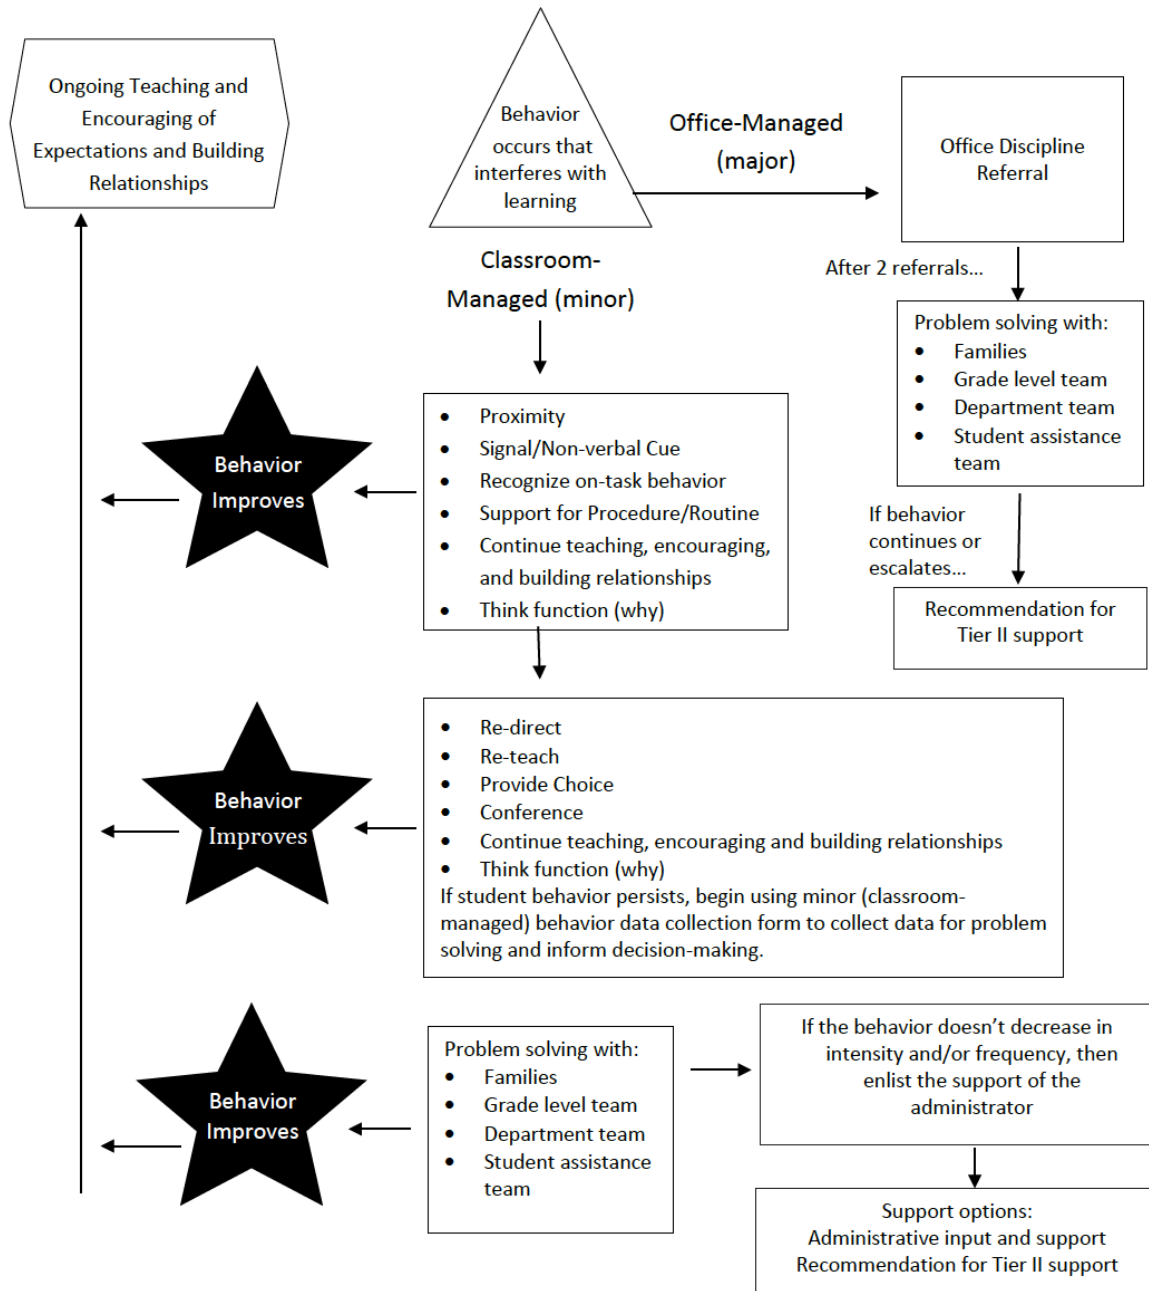 Ongoing Teaching and
Encouraging of
Expectations and Building
Relationships
Behavior
occurs that
interferes with
learning
Office-Managed
(major)
Office Discipline
Referral
Classroom-
Managed (minor)
After 2 referrals…
Problem solving with:
• Families
• Grade level team
• Department team
• Student assistance
team
If behavior
continues or
escalates…
Recommendation for
Tier II support
Behavior
Improves
• Proximity
• Signal/Non-verbal Cue
• Recognize on-task behavior
• Support for Procedure/Routine
• Continue teaching, encouraging,
and building relationships
• Think function (why)
Behavior
Improves
• Re-direct
• Re-teach
• Provide Choice
• Conference
• Continue teaching, encouraging and building relationships
• Think function (why)
If student behavior persists, begin using minor (classroom-
managed) behavior data collection form to collect data for problem
solving and inform decision-making.
Behavior
Improves
Problem solving with:
• Families
• Grade level team
• Department team
• Student assistance
team
If the behavior doesn’t decrease in
intensity and/or frequency, then
enlist the support of the
administrator
Support options:
Administrative input and support
Recommendation for Tier II support